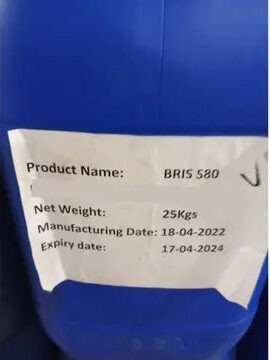 Product Name: BRIS 580
Net Weight: 25Kgs
Manufacturing Date: 18-04-2022
Expiry date: 17-04-2024